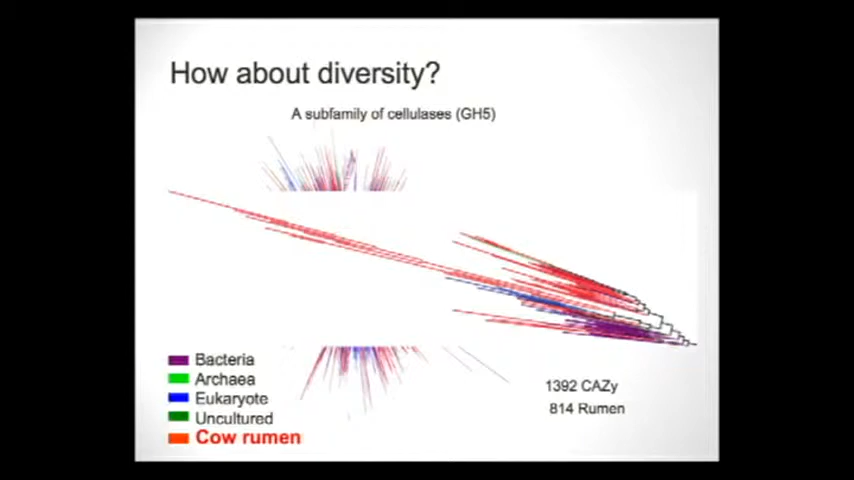 How about diversity?
A subfamily of cellulases (GH5)
Bacteria
Archaea
Eukaryote
Uncultured
Cow rumen
1392 CAZy
814 Rumen